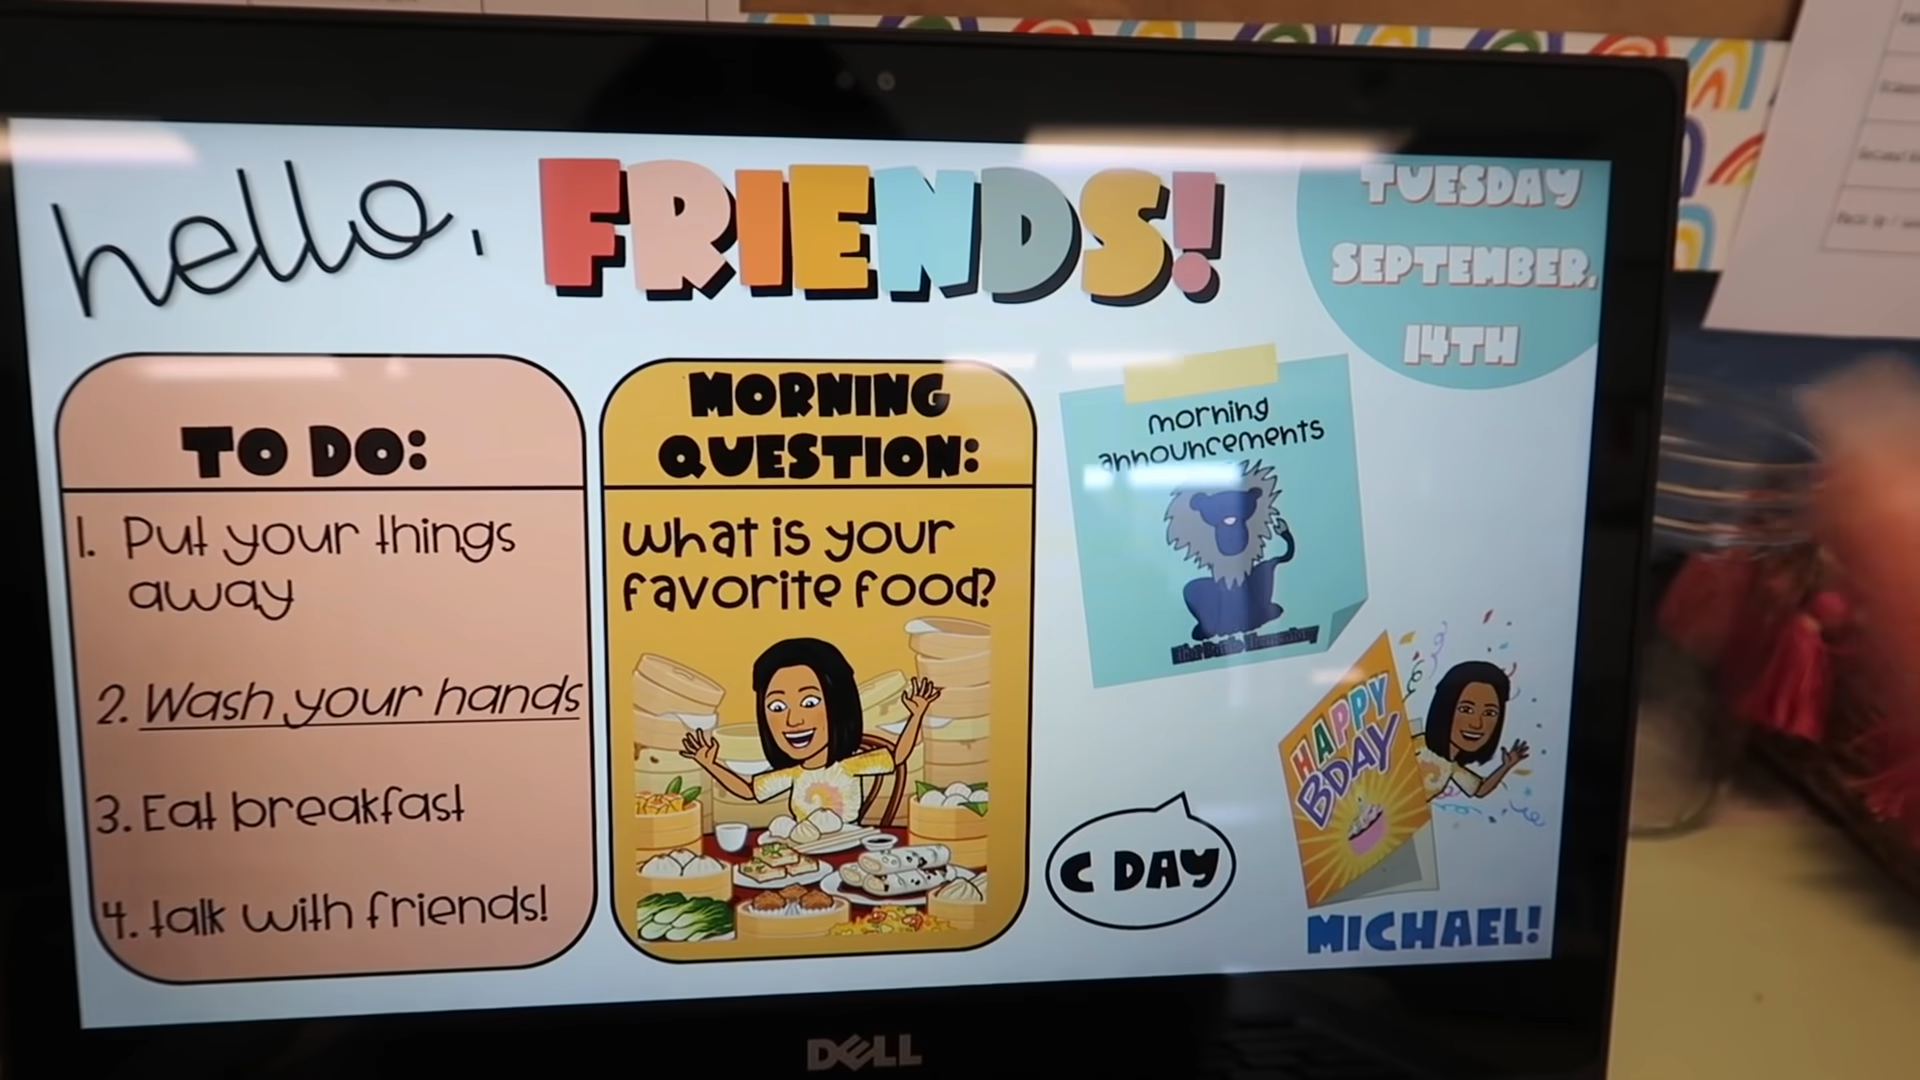 hello, FRIENDS!
TUESDAY
SEPTEMBER,
14TH
TO DO:
1. Put your things
away
2. Wash your hands
3. Eat breakfast
4. talk with friends!
MORNING
QUESTION:
What is your
favorite food?
morning
announcements
Elementary
C DAY
HAPPY
BDAY
MICHAEL!
DELL